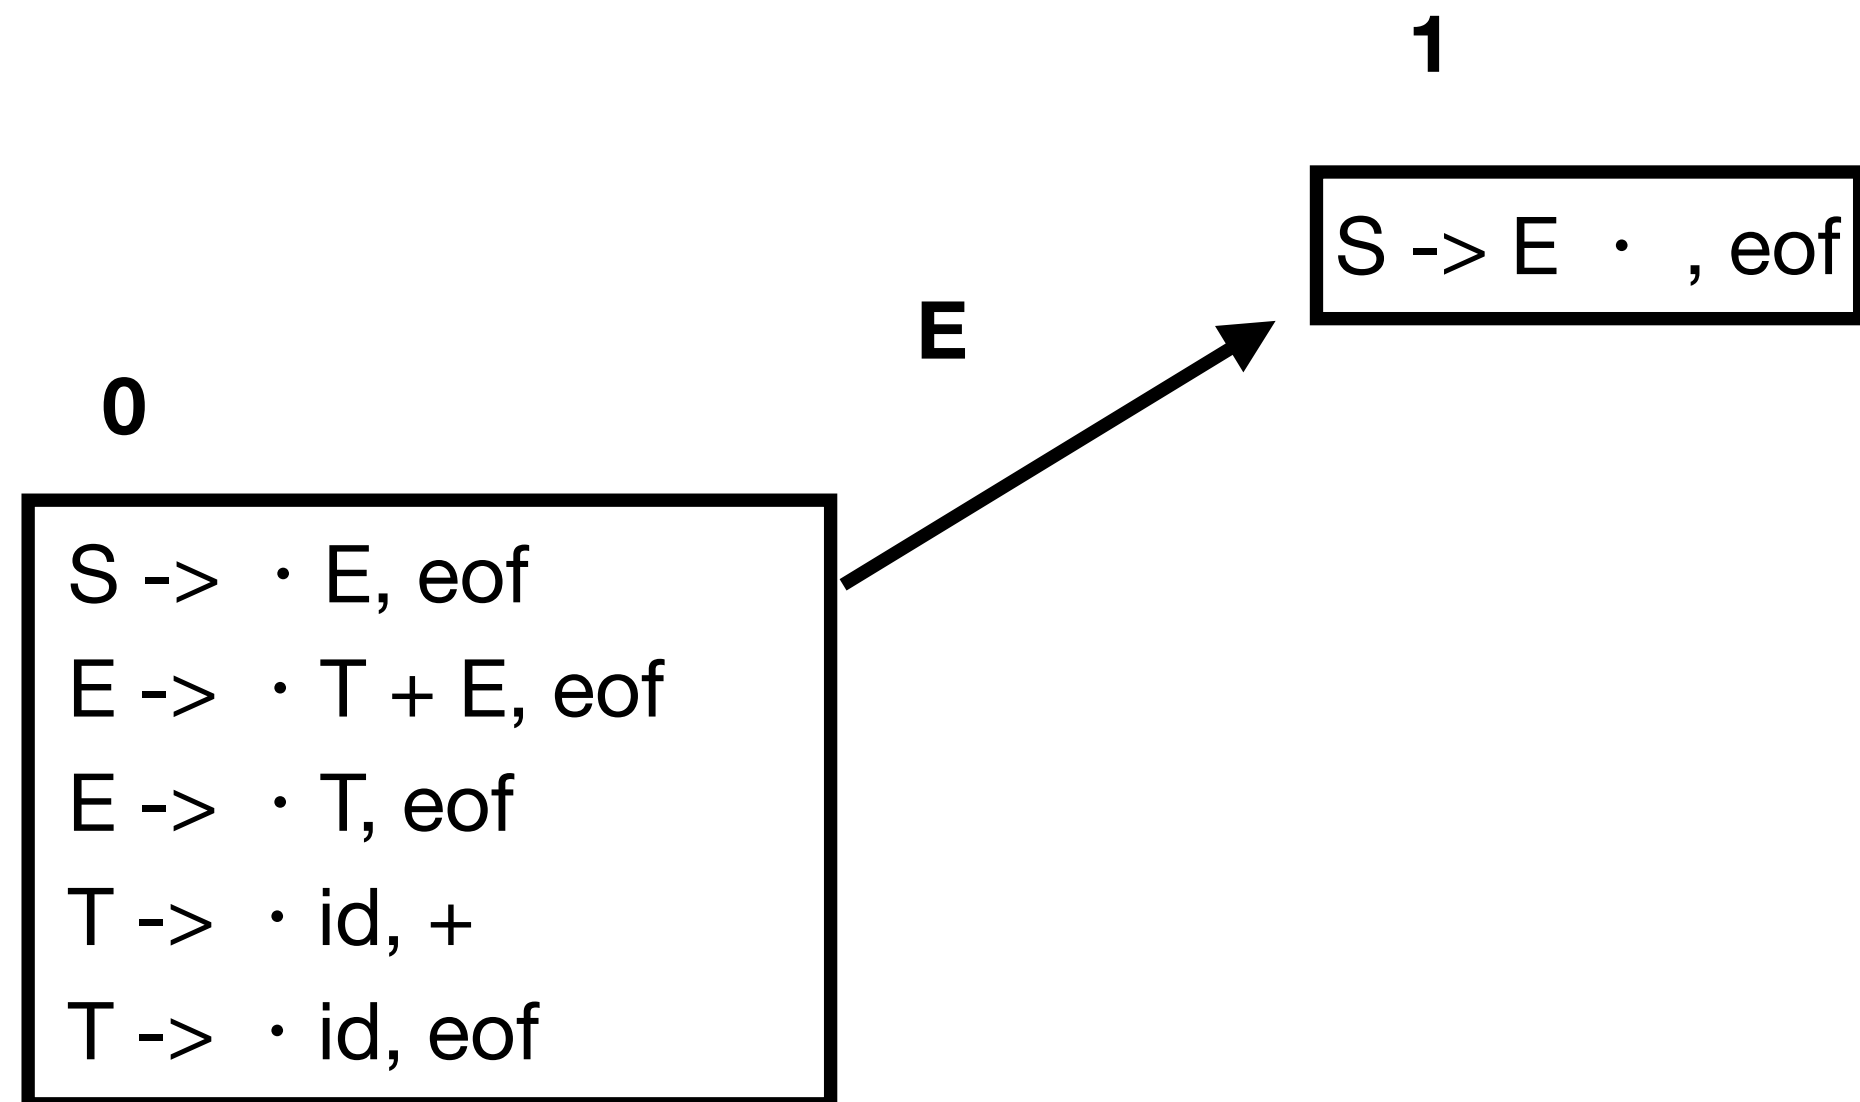 1
S -> E · , eof
E
0
S -> · E, eof
E -> · T + E, eof
E -> · T, eof
T -> · id, +
T -> · id, eof